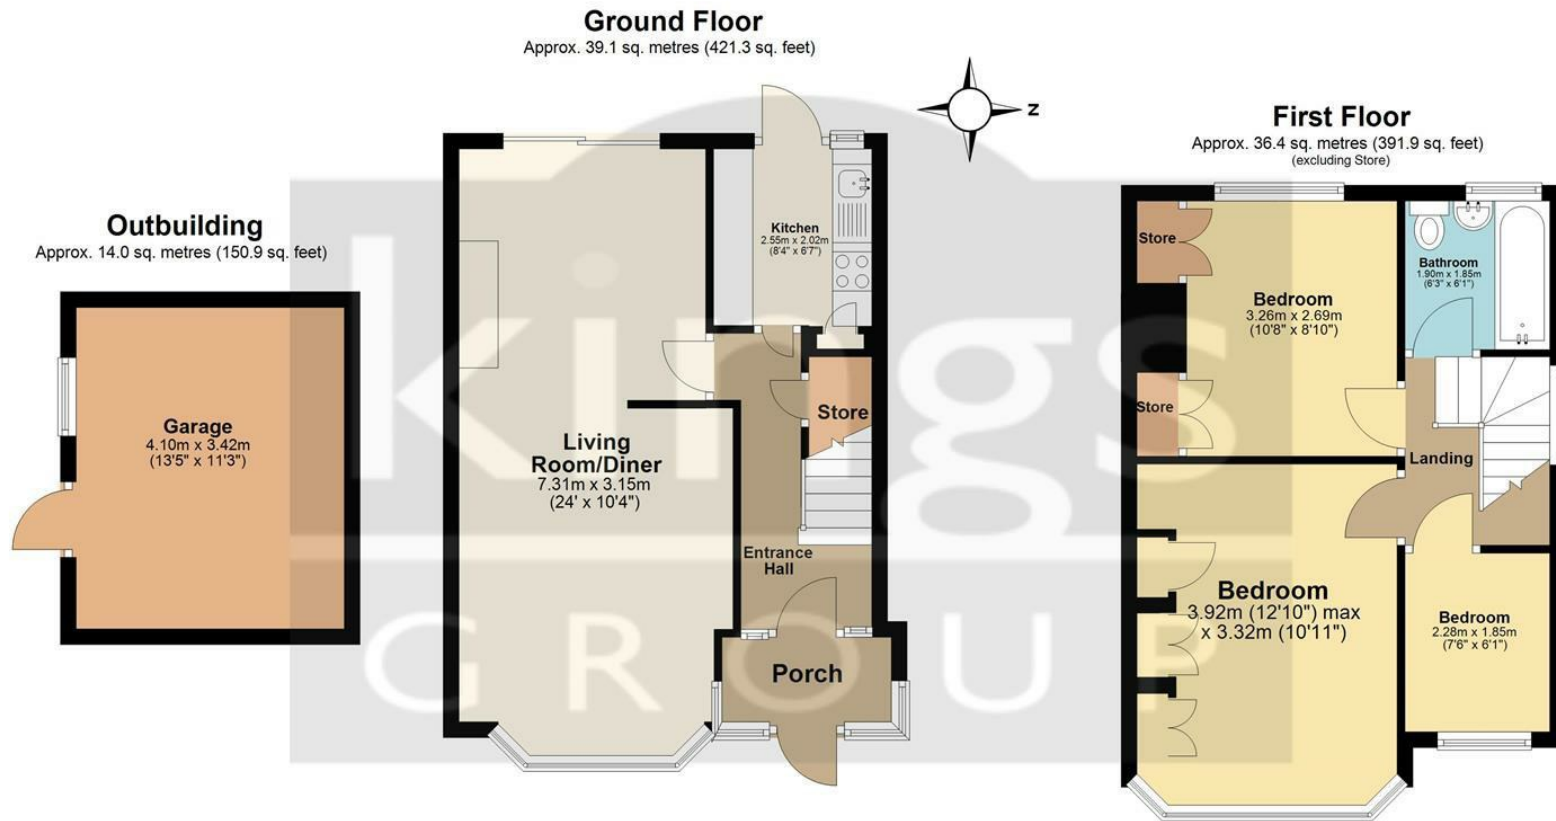 Ground Floor
Approx. 39.1 sq. metres (421.3 sq. feet)
N
First Floor
Approx. 36.4 sq. metres (391.9 sq. feet)
(excluding Store)
Outbuilding
Approx. 14.0 sq. metres (150.9 sq. feet)
Kitchen
2.55m x 2.02m
(8'4" x 6'7")
Store
Bathroom
1.90m x 1.85m
(6'3" x 6'1")
Bedroom
3.26m x 2.69m
(10'8" x 8'10")
Store
Garage
4.10m x 3.42m
(13'5" x 11'3")
Store
Living
Room/Diner
7.31m x 3.15m
(24' x 10'4")
Landing
Entrance
Hall
Bedroom
3.92m (12'10") max
x 3.32m (10'11")
Bedroom
2.28m x 1.85m
(7'6" x 6'1")
Porch
kings
GROUP